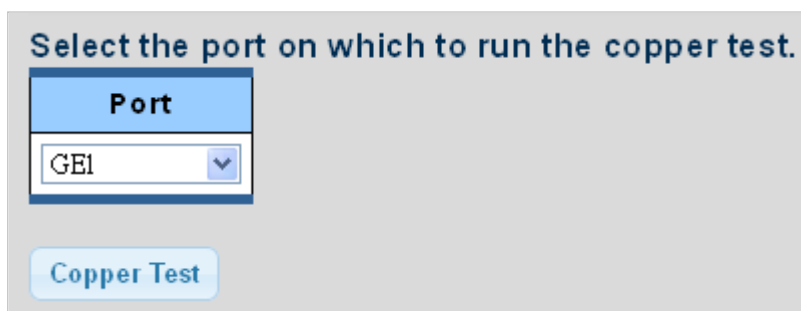 Select the port on which to run the copper test.
Port
GE1
Copper Test